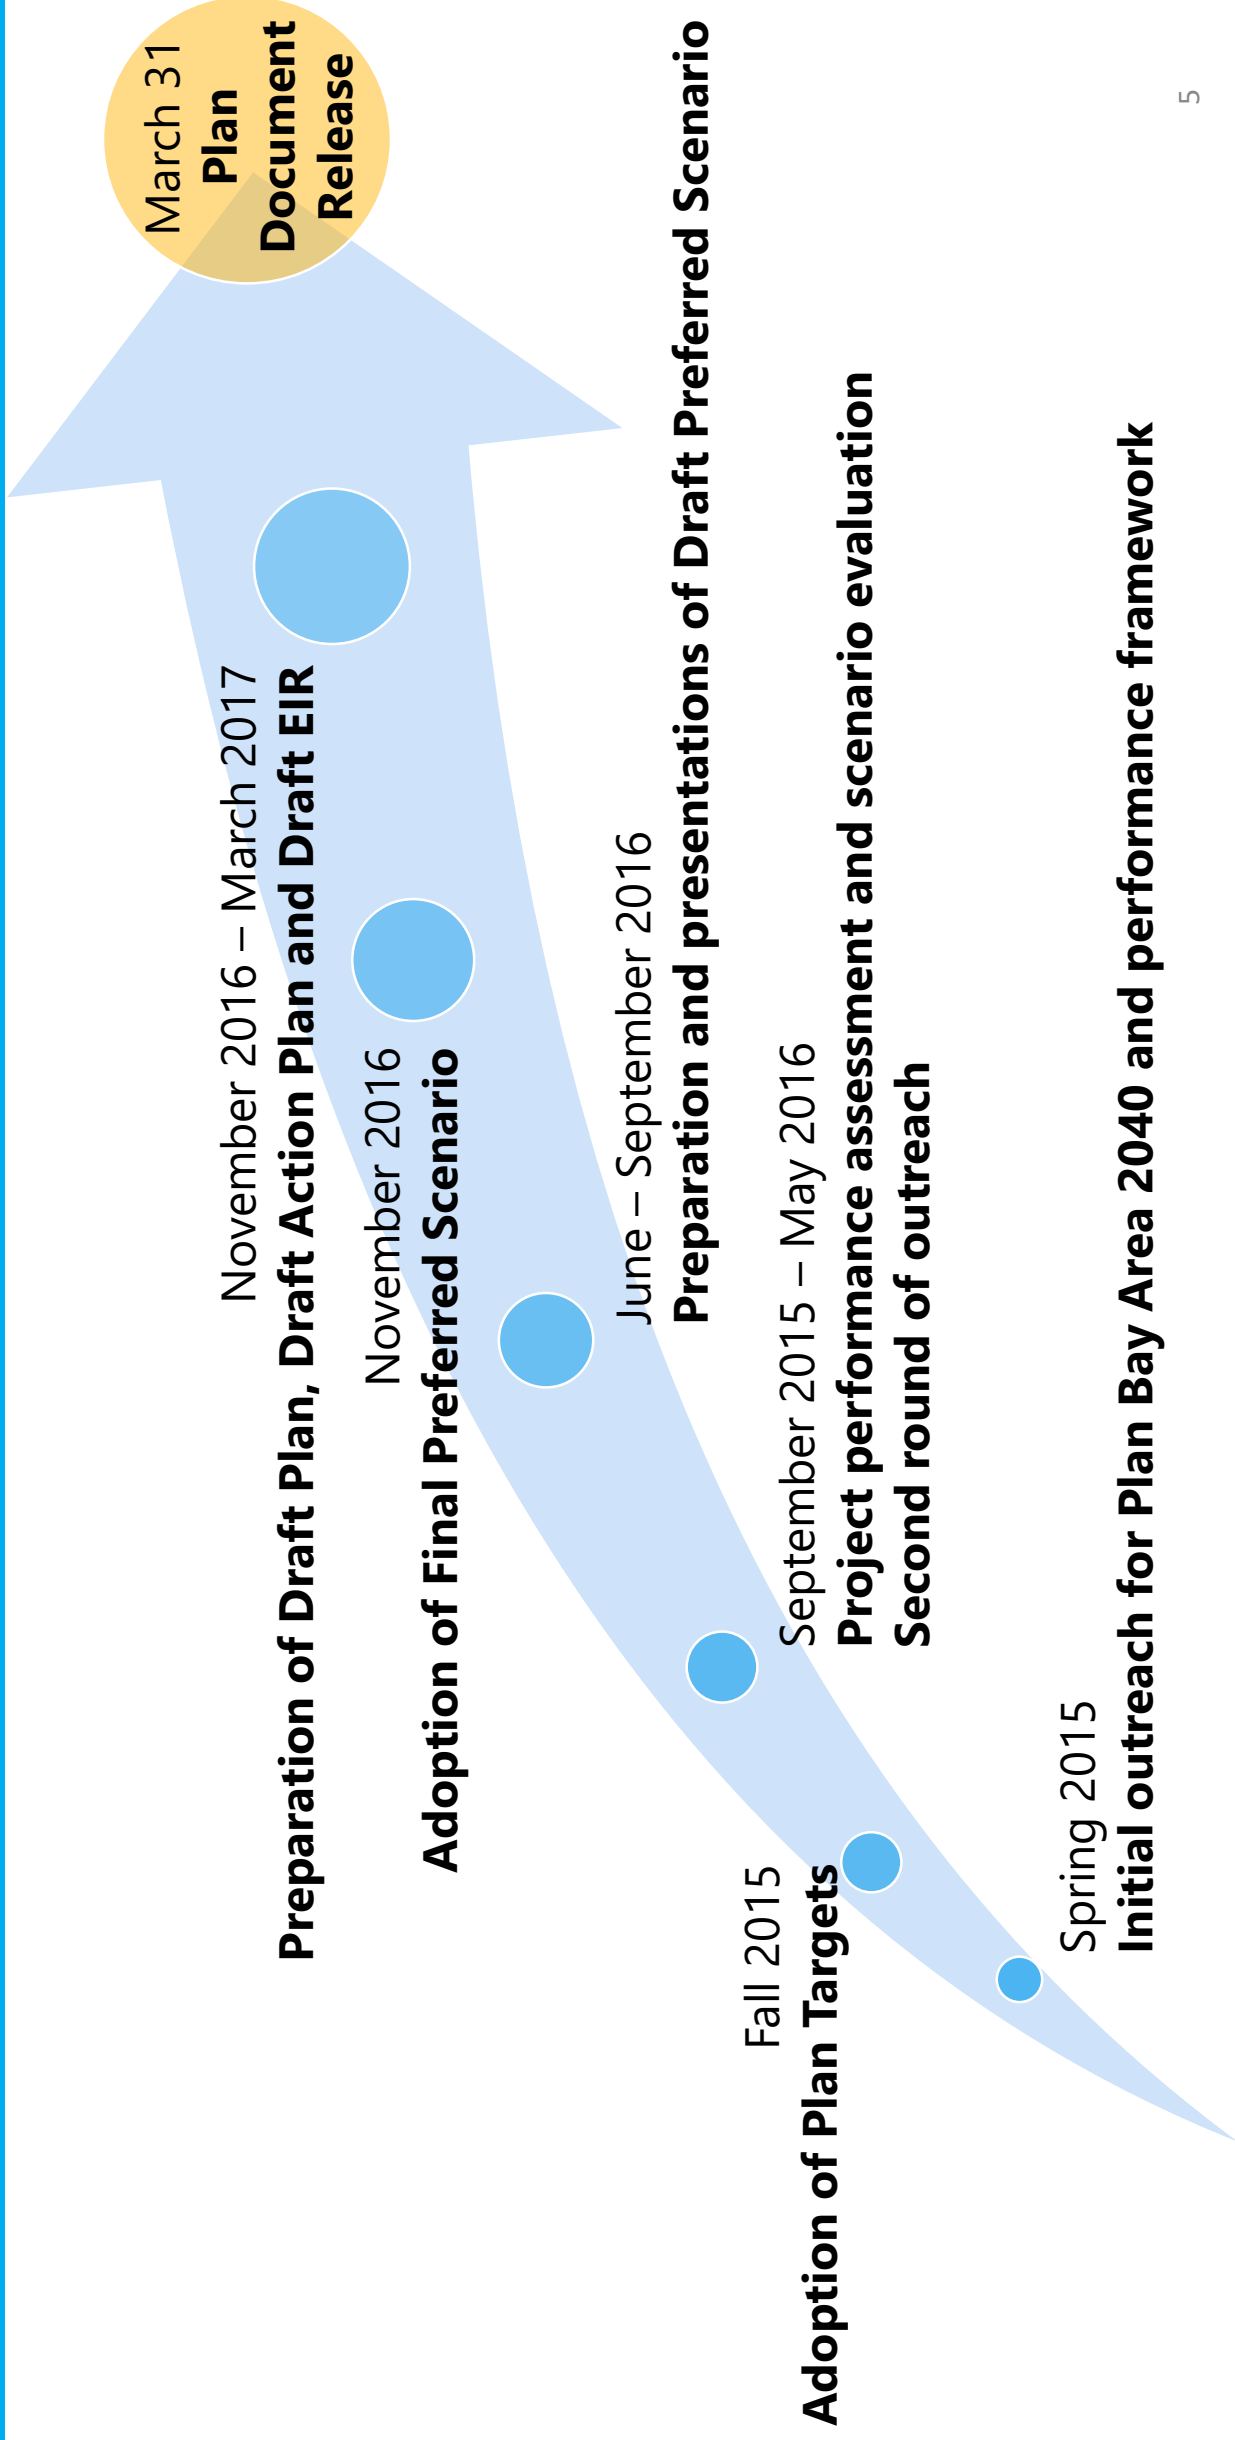 March 31
Plan
Document
Release
November 2016 – March 2017
Preparation of Draft Plan, Draft Action Plan and Draft EIR
November 2016
Adoption of Final Preferred Scenario
June – September 2016
Preparation and presentations of Draft Preferred Scenario
September 2015 – May 2016
Project performance assessment and scenario evaluation
Second round of outreach
Fall 2015
Adoption of Plan Targets
Spring 2015
Initial outreach for Plan Bay Area 2040 and performance framework
5